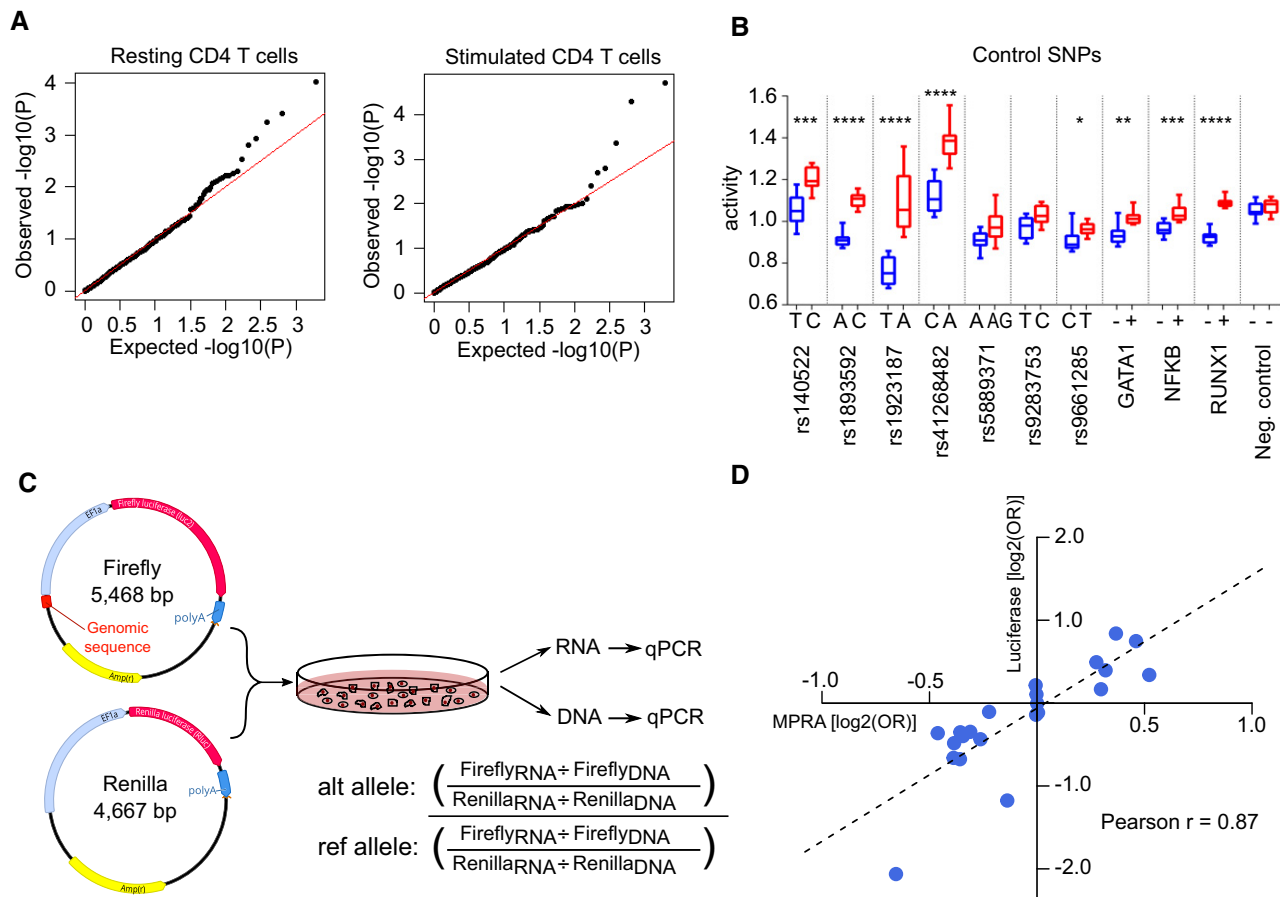 A
Resting CD4 T cells
Observed -log10(P)
4
3
2
1
0
0 0.5 1 1.5 2 2.5 3
Expected -log10(P)
Stimulated CD4 T cells
Observed -log10(P)
4
3
2
1
0
0 0.5 1 1.5 2 2.5 3
Expected -log10(P)
B
Control SNPs
activity
1.6
1.4
1.2
1.0
0.8
0.6
*** **** **** **** * ** *** ****
T C A C T A C A A AG T C C T - + - + - + - -
rs140522
rs1893592
rs1923187
rs41268482
rs5889371
rs9283753
rs9661285
GATA1
NFKB
RUNX1
Neg. control
C
EF1a
Firefly luciferase (luc2)
Firefly
5,468 bp
polyA
Genomic
sequence
Amp(r)
EF1a
Renilla luciferase (Rluc)
Renilla
4,667 bp
polyA
Amp(r)
RNA qPCR
DNA qPCR
alt allele: ( FireflyRNA ÷ FireflyDNA
RenillaRNA ÷ RenillaDNA )
ref allele: ( FireflyRNA ÷ FireflyDNA
RenillaRNA ÷ RenillaDNA )
D
Luciferase [log2(OR)]
2.0
1.0
-1.0
-2.0
-1.0 -0.5 0.5 1.0
MPRA [log2(OR)]
Pearson r = 0.87